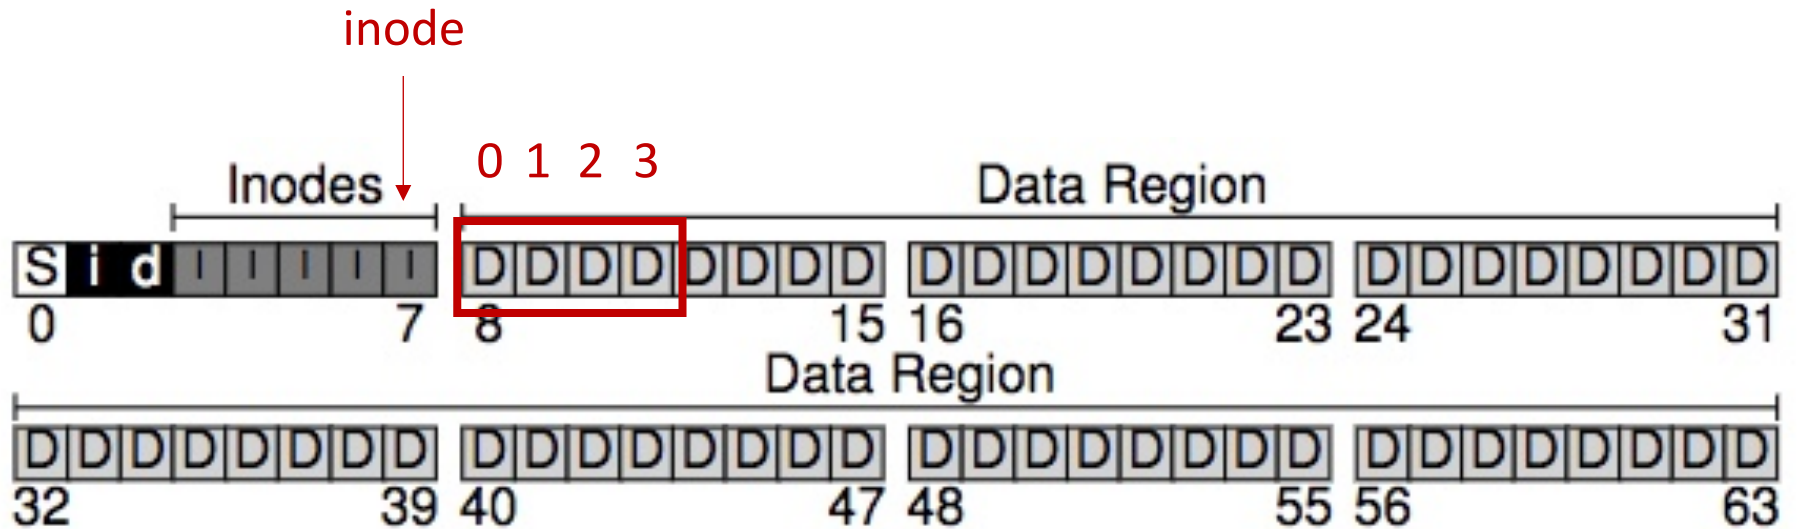 inode
0 1 2 3
Inodes Data Region
S i d I I I I I D D D D D D D D D D D D D D D D D D D D D D D D
0 7 8 15 16 23 24 31
Data Region
D D D D D D D D D D D D D D D D D D D D D D D D D D D D D D D D
32 39 40 47 48 55 56 63